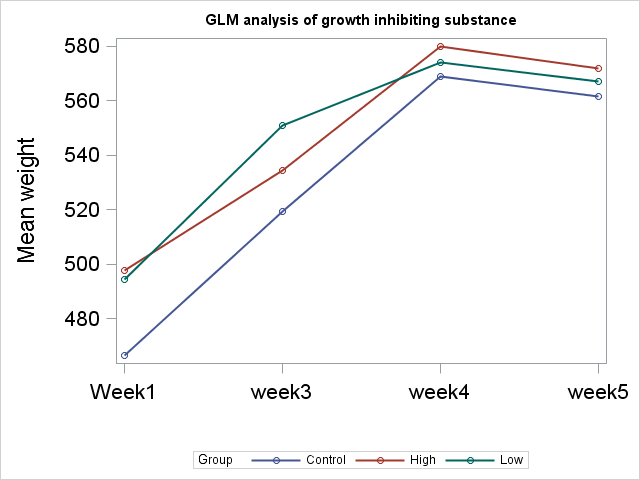 GLM analysis of growth inhibiting substance
Mean weight
580
560
540
520
500
480
Week1 week3 week4 week5
Group Control High Low